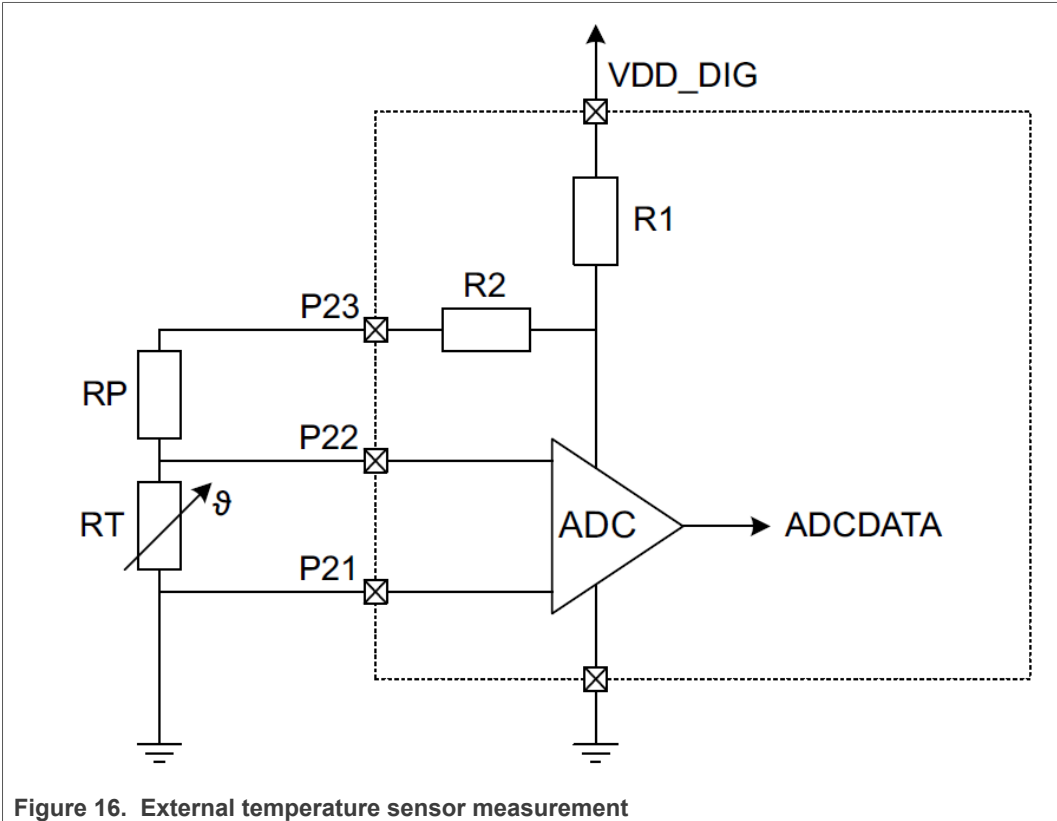 VDD_DIG
R1
R2
P23
RP
P22
RT
ϑ
ADC
ADCDATA
P21
Figure 16. External temperature sensor measurement